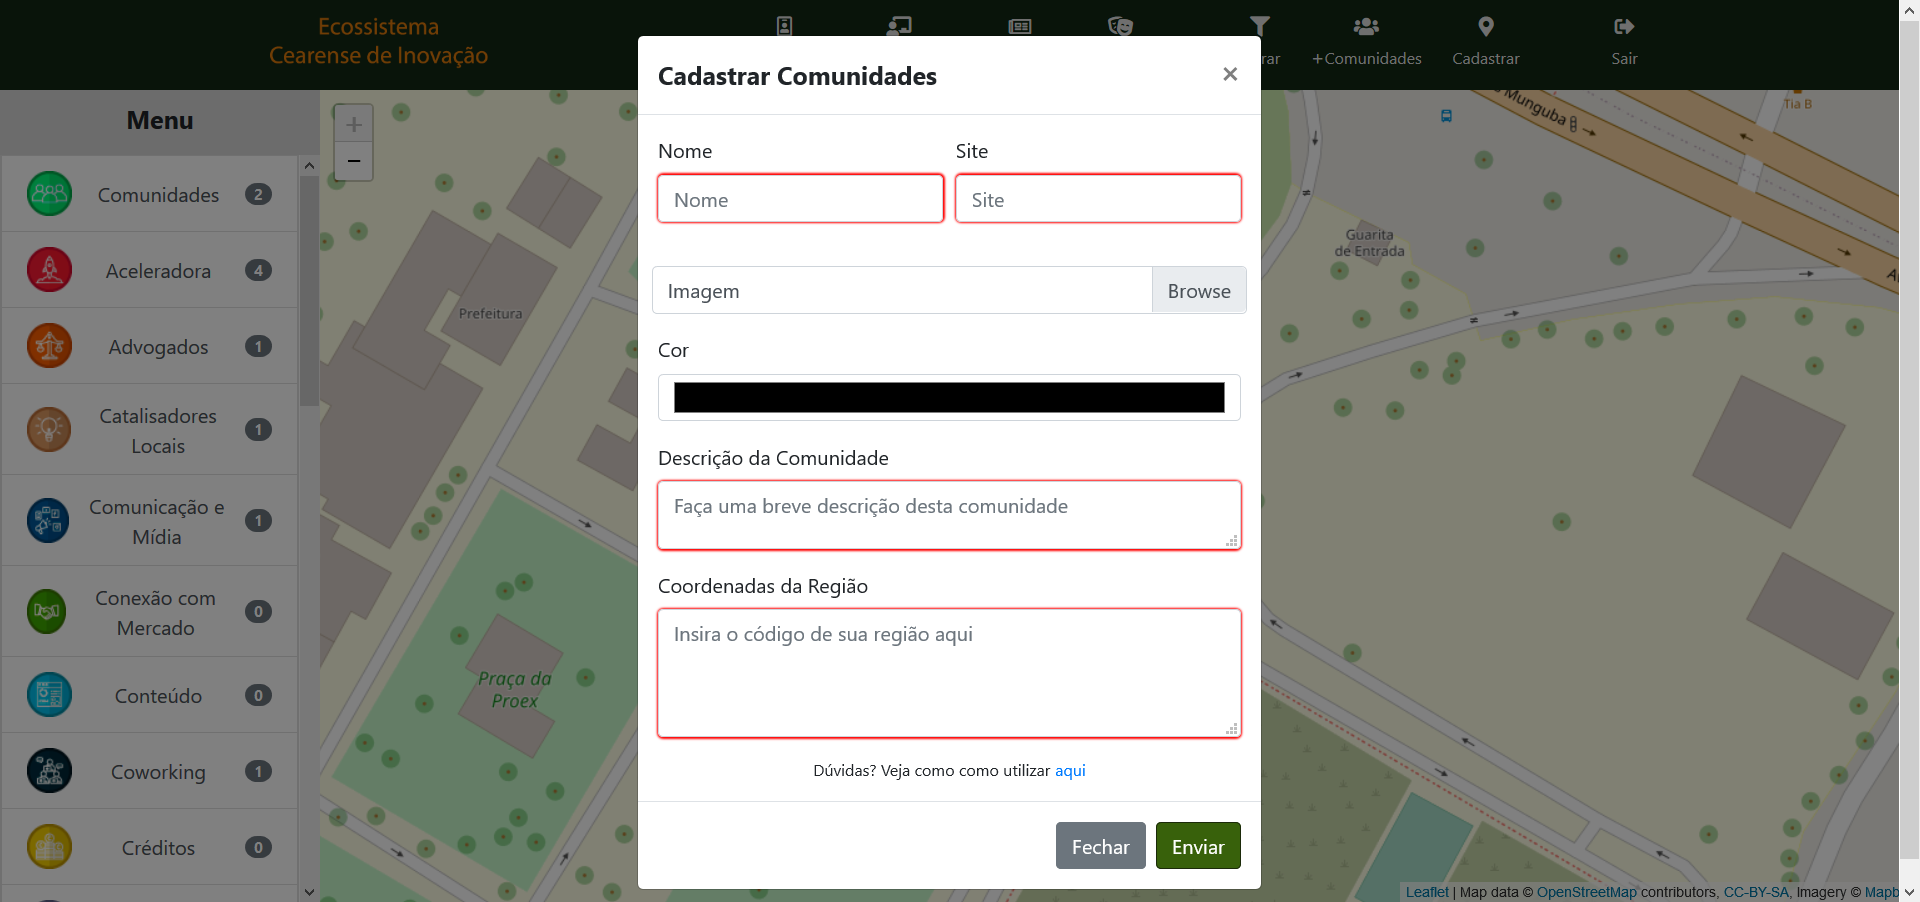 Ecossistema
Cearense de Inovação
rar
+Comunidades
Cadastrar
Sair
Menu
Comunidades 2
Aceleradora 4
Advogados 1
Catalisadores
Locais 1
Comunicação e
Mídia 1
Conexão com
Mercado 0
Conteúdo 0
Coworking 1
Créditos 0
+
−
Prefeitura
Praça da
Proex
Cadastrar Comunidades ×
Nome Site
Nome Site
Imagem Browse
Cor
Descrição da Comunidade
Faça uma breve descrição desta comunidade
Coordenadas da Região
Insira o código de sua região aqui
Dúvidas? Veja como como utilizar aqui
Fechar Enviar
Munguba
Tia B
Guarita
de Entrada
Leaflet | Map data © OpenStreetMap contributors, CC-BY-SA, Imagery © Mapb